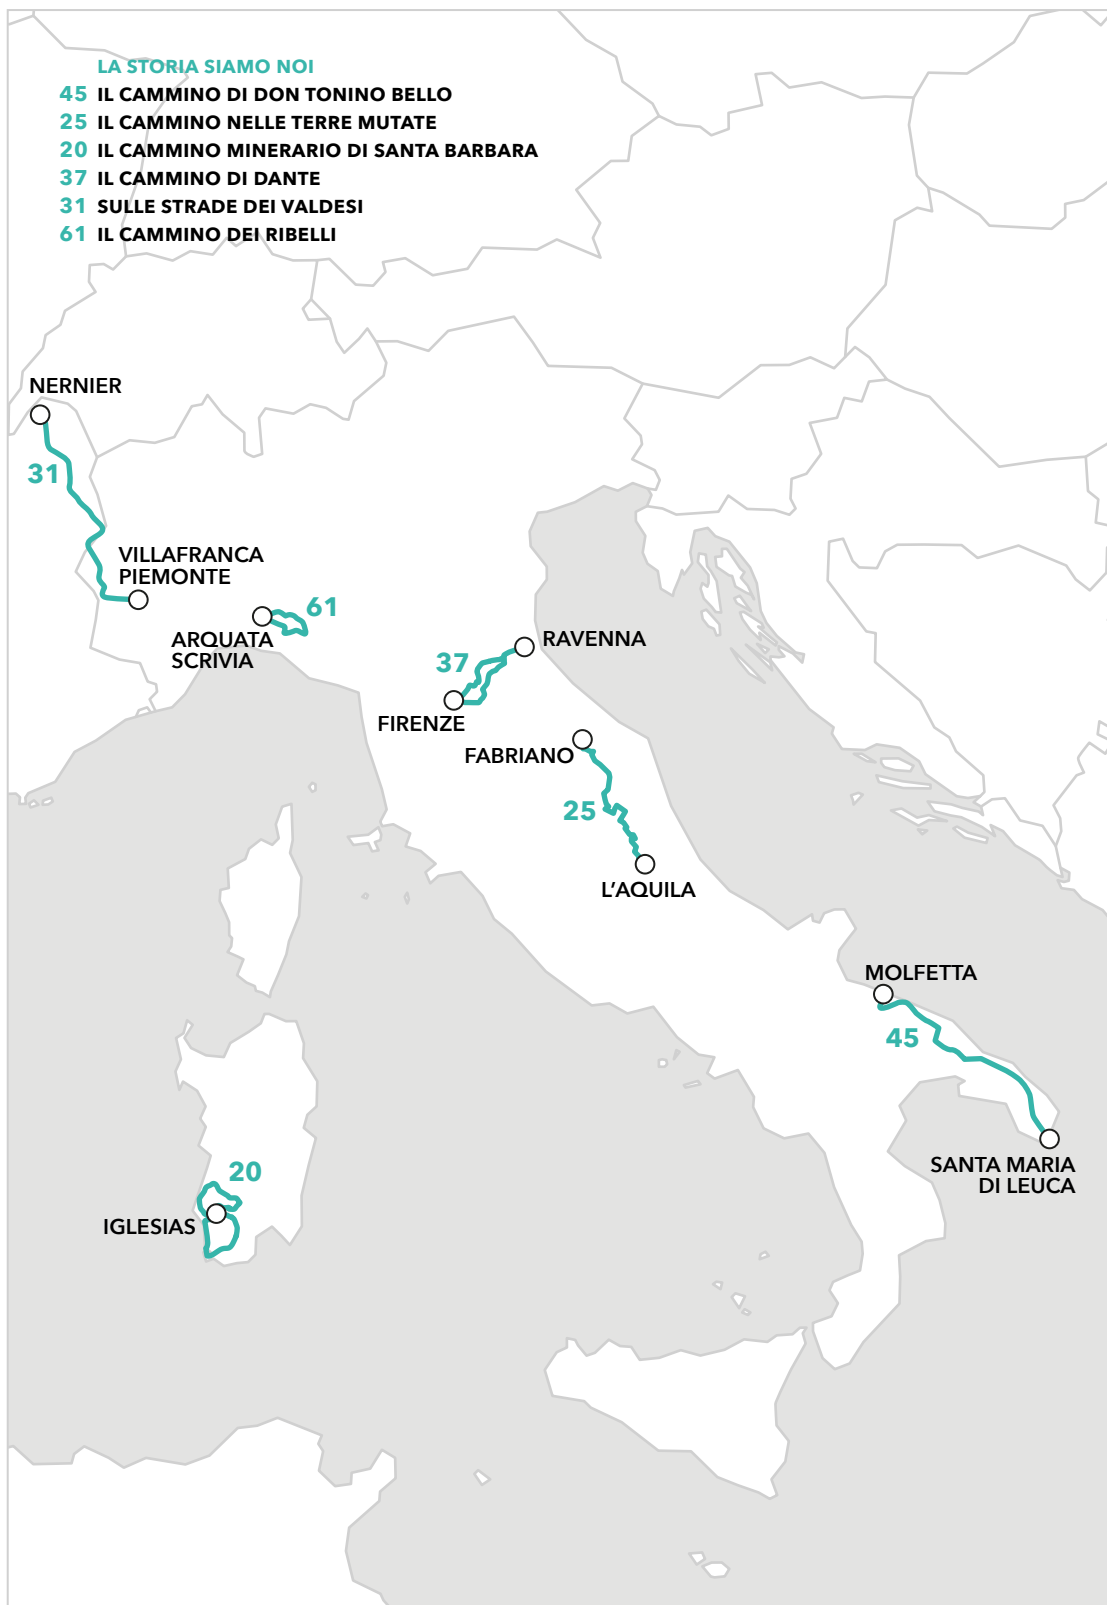 LA STORIA SIAMO NOI
45 IL CAMMINO DI DON TONINO BELLO
25 IL CAMMINO NELLE TERRE MUTATE
20 IL CAMMINO MINERARIO DI SANTA BARBARA
37 IL CAMMINO DI DANTE
31 SULLE STRADE DEI VALDESI
61 IL CAMMINO DEI RIBELLI
NERNIER
31
VILLAFRANCA
PIEMONTE
61
ARQUATA
SCRIVIA
RAVENNA
37
FIRENZE
FABRIANO
25
L'AQUILA
MOLFETTA
45
SANTA MARIA
DI LEUCA
20
IGLESIAS